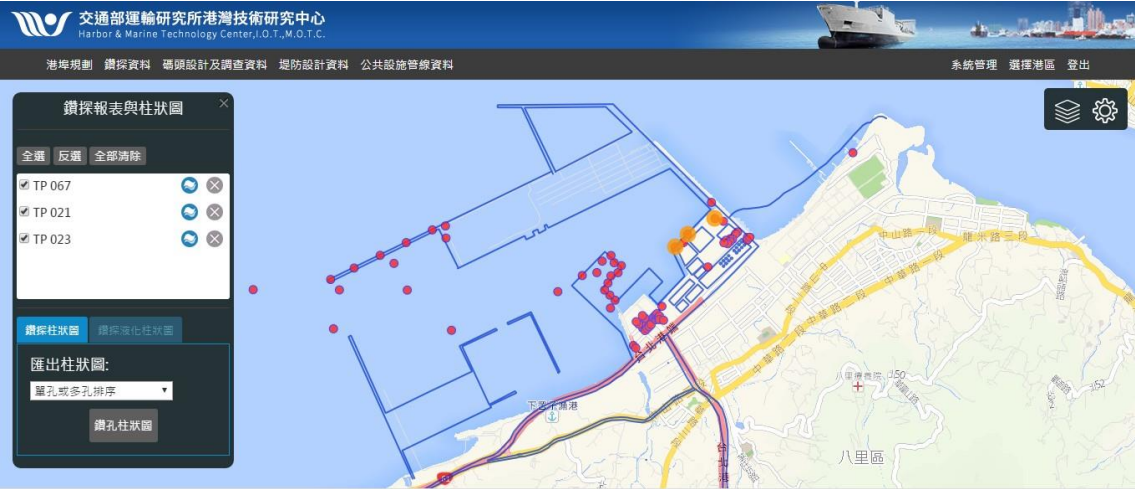 交通部運輸研究所港灣技術研究中心
Harbor & Marine Technology Center,I.O.T.,M.O.T.C.
港埠規劃 鑽探資料 碼頭設計及調查資料 堤防設計資料 公共設施管線資料 系統管理 選擇港區 登出
鑽探報表與柱狀圖
全選 反選 全部清除
TP 067
TP 021
TP 023
鑽探柱狀圖 鑽探液化柱狀圖
匯出柱狀圖:
單孔或多孔排序
鑽孔柱狀圖
中山路一段
龍米路三段
中華路一段
中華路二段
台北港
八里療養院
八里區